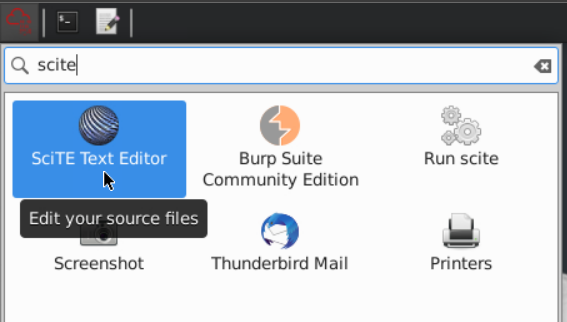 scite
SciTE Text Editor
Burp Suite
Community Edition
Run scite
Edit your source files
Screenshot
Thunderbird Mail
Printers